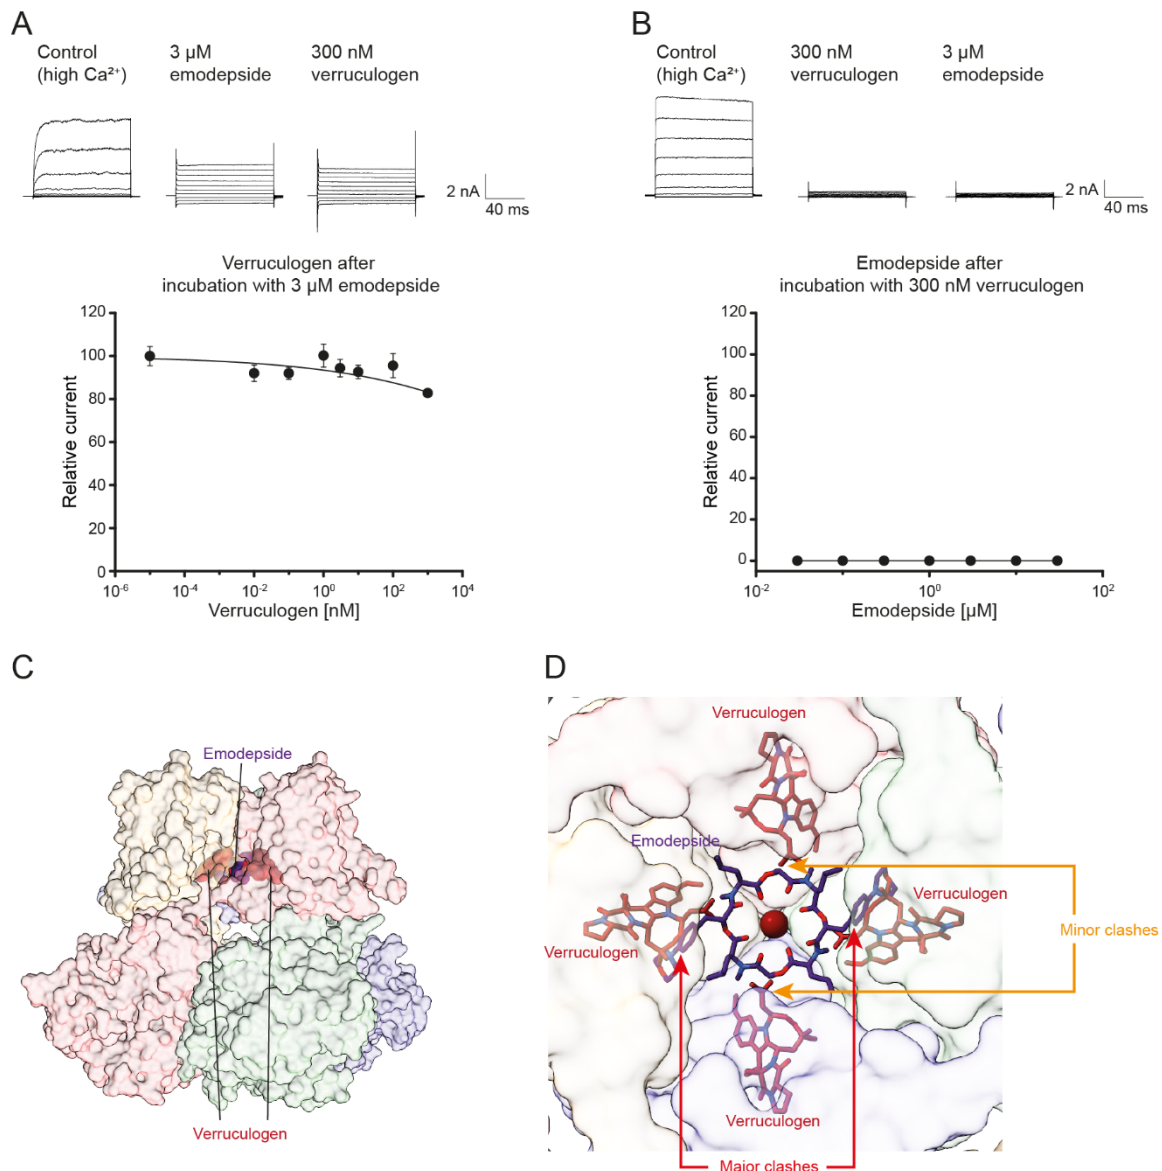 A
Control
(high Ca²⁺)
3 µM
emodepside
300 nM
verruculogen
2 nA
40 ms
Verruculogen after
incubation with 3 µM emodepside
Relative current
120
100
80
60
40
20
0
10⁻⁶
10⁻⁴
10⁻²
10⁰
10²
10⁴
Verruculogen [nM]
B
Control
(high Ca²⁺)
300 nM
verruculogen
3 µM
emodepside
2 nA
40 ms
Emodepside after
incubation with 300 nM verruculogen
Relative current
120
100
80
60
40
20
0
10⁻²
10⁰
10²
Emodepside [µM]
C
Emodepside
Verruculogen
D
Verruculogen
Emodepside
Verruculogen
Verruculogen
Minor clashes
Verruculogen
Major clashes